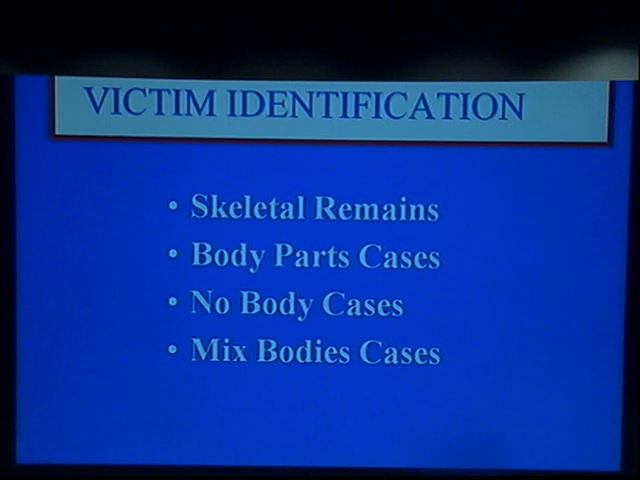 VICTIM IDENTIFICATION
• Skeletal Remains
• Body Parts Cases
• No Body Cases
• Mix Bodies Cases